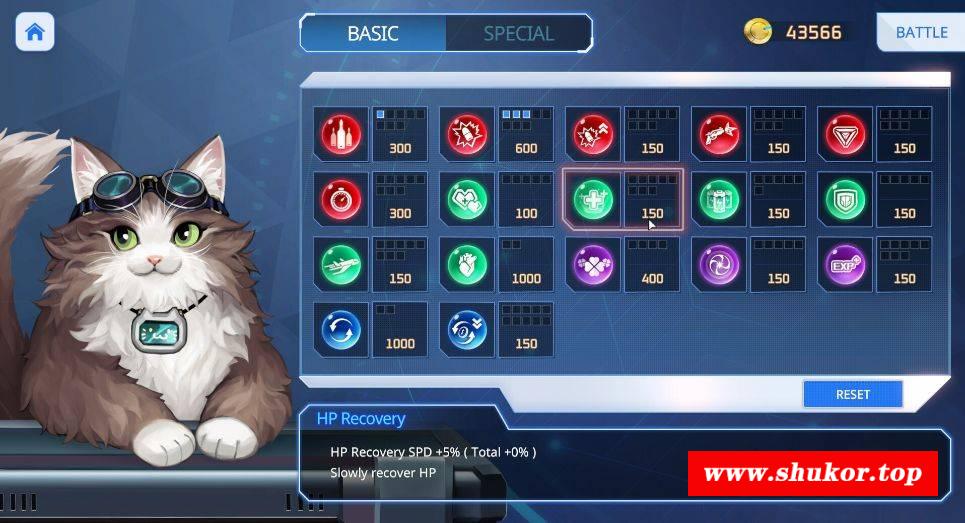 BASIC
SPECIAL
43566
BATTLE
300
600
150
150
150
300
100
150
150
150
150
1000
400
150
EXP
150
1000
150
RESET
HP Recovery
HP Recovery SPD +5% ( Total +0% )
Slowly recover HP
www.shukor.top